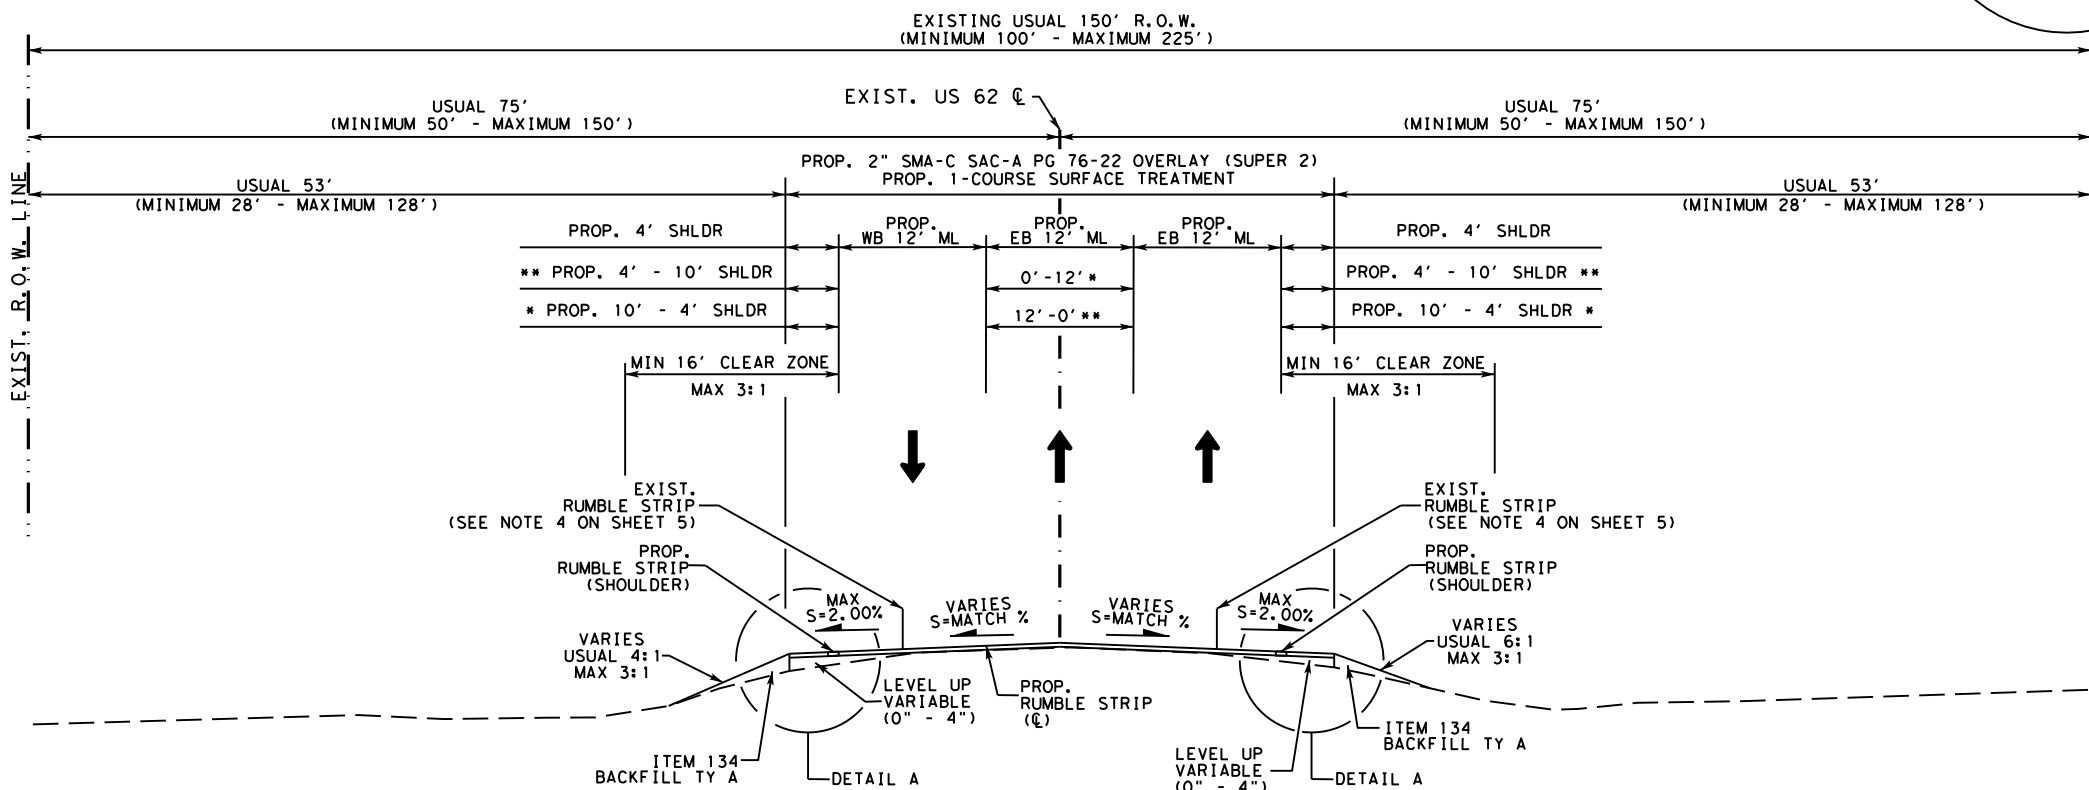 EXISTING USUAL 150' R.O.W.
(MINIMUM 100' - MAXIMUM 225')
EXIST. US 62 ℄
USUAL 75'
(MINIMUM 50' - MAXIMUM 150')
USUAL 75'
(MINIMUM 50' - MAXIMUM 150')
PROP. 2" SMA-C SAC-A PG 76-22 OVERLAY (SUPER 2)
PROP. 1-COURSE SURFACE TREATMENT
EXIST. R.O.W. LINE
USUAL 53'
(MINIMUM 28' - MAXIMUM 128')
USUAL 53'
(MINIMUM 28' - MAXIMUM 128')
PROP. 4' SHLDR
PROP.
WB 12' ML
PROP.
EB 12' ML
PROP.
EB 12' ML
PROP. 4' SHLDR
** PROP. 4' - 10' SHLDR
0'-12'*
PROP. 4' - 10' SHLDR **
* PROP. 10' - 4' SHLDR
12'-0'**
PROP. 10' - 4' SHLDR *
MIN 16' CLEAR ZONE
MAX 3:1
MIN 16' CLEAR ZONE
MAX 3:1
EXIST.
RUMBLE STRIP
(SEE NOTE 4 ON SHEET 5)
EXIST.
RUMBLE STRIP
(SEE NOTE 4 ON SHEET 5)
PROP.
RUMBLE STRIP
(SHOULDER)
PROP.
RUMBLE STRIP
(SHOULDER)
MAX
S=2.00%
VARIES
S=MATCH %
VARIES
S=MATCH %
MAX
S=2.00%
VARIES
USUAL 4:1
MAX 3:1
VARIES
USUAL 6:1
MAX 3:1
LEVEL UP
VARIABLE
(0" - 4")
PROP.
RUMBLE STRIP
(℄)
ITEM 134
BACKFILL TY A
DETAIL A
LEVEL UP
VARIABLE
(0" - 4")
ITEM 134
BACKFILL TY A
DETAIL A